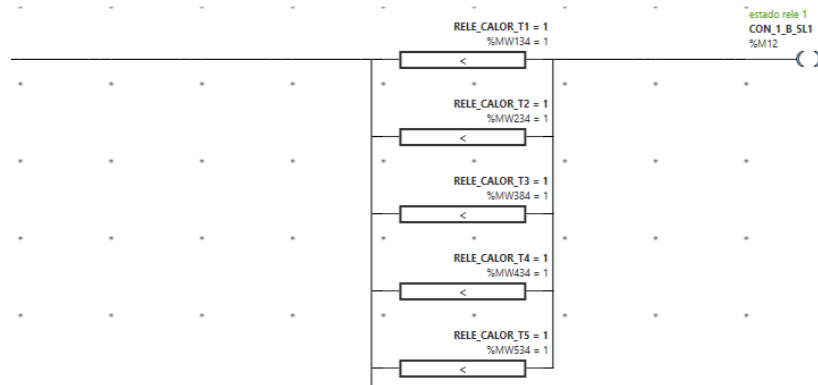 estado rele 1
CON_1_B_SL1
%M12
RELE_CALOR_T1 = 1
%MW134 = 1
<
RELE_CALOR_T2 = 1
%MW234 = 1
<
RELE_CALOR_T3 = 1
%MW384 = 1
<
RELE_CALOR_T4 = 1
%MW434 = 1
<
RELE_CALOR_T5 = 1
%MW534 = 1
<